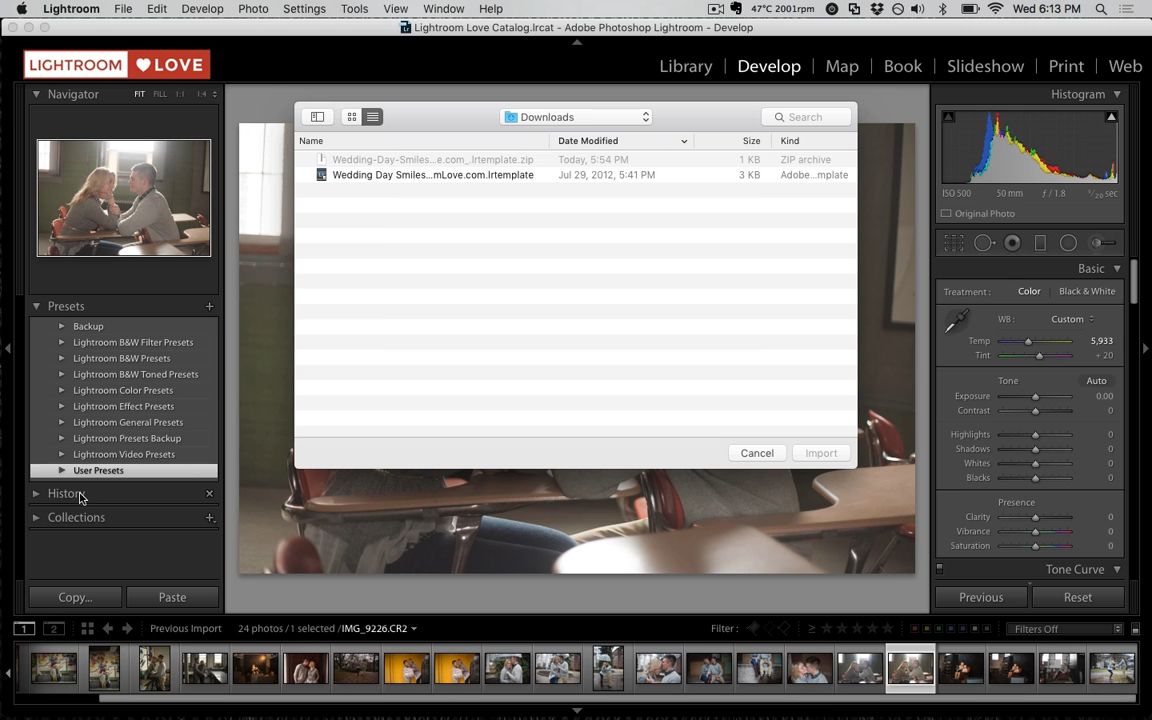 Lightroom File Edit Develop Photo Settings Tools View Window Help 47°C 2001rpm Wed 6:13 PM
Lightroom Love Catalog.lrcat - Adobe Photoshop Lightroom - Develop
LIGHTROOM LOVE
Library Develop Map Book Slideshow Print Web
Navigator FIT FILL 1:1 1:4
Presets +
Backup
Lightroom B&W Filter Presets
Lightroom B&W Presets
Lightroom B&W Toned Presets
Lightroom Color Presets
Lightroom Effect Presets
Lightroom General Presets
Lightroom Presets Backup
Lightroom Video Presets
User Presets
History
Collections
Copy... Paste
Downloads
Search
Name Date Modified Size Kind
Wedding-Day-Smiles...e.com_.lrtemplate.zip Today, 5:54 PM 1 KB ZIP archive
Wedding Day Smiles...mLove.com.lrtemplate Jul 29, 2012, 5:41 PM 3 KB Adobe...mplate
Cancel Import
Histogram
ISO 500 50 mm ƒ / 1.8 1/20 sec
Original Photo
Basic
Treatment : Color Black & White
WB : Custom
Temp 5,933
Tint + 20
Tone Auto
Exposure 0.00
Contrast 0
Highlights 0
Shadows 0
Whites 0
Blacks 0
Presence
Clarity 0
Vibrance 0
Saturation 0
Tone Curve
Previous Reset
1 2 Previous Import 24 photos / 1 selected / IMG_9226.CR2 Filter : Filters Off